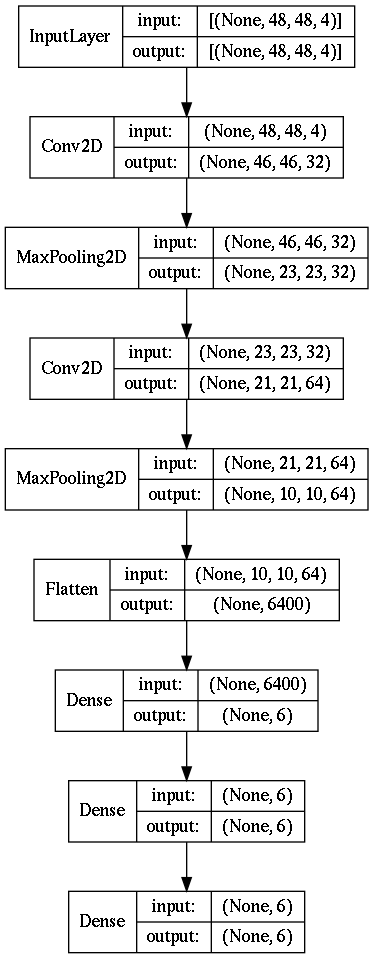 InputLayer
input: [(None, 48, 48, 4)]
output: [(None, 48, 48, 4)]
Conv2D
input: (None, 48, 48, 4)
output: (None, 46, 46, 32)
MaxPooling2D
input: (None, 46, 46, 32)
output: (None, 23, 23, 32)
Conv2D
input: (None, 23, 23, 32)
output: (None, 21, 21, 64)
MaxPooling2D
input: (None, 21, 21, 64)
output: (None, 10, 10, 64)
Flatten
input: (None, 10, 10, 64)
output: (None, 6400)
Dense
input: (None, 6400)
output: (None, 6)
Dense
input: (None, 6)
output: (None, 6)
Dense
input: (None, 6)
output: (None, 6)